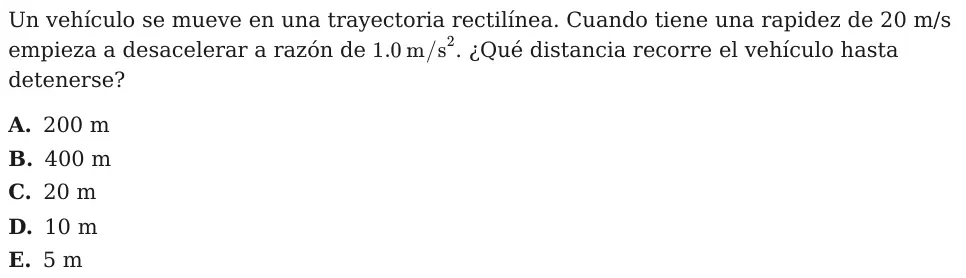 Un vehículo se mueve en una trayectoria rectilínea. Cuando tiene una rapidez de 20 m/s
empieza a desacelerar a razón de 1.0 m/s². ¿Qué distancia recorre el vehículo hasta
detenerse?
A. 200 m
B. 400 m
C. 20 m
D. 10 m
E. 5 m